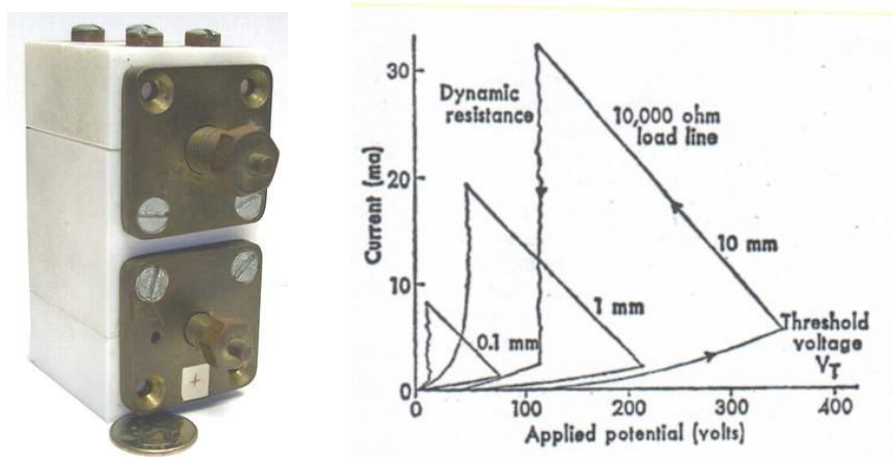 +
Dynamic
resistance
10,000 ohm
load line
10 mm
1 mm
0.1 mm
Threshold
voltage
VT
Current (ma)
30
20
10
0
0
100
200
300
400
Applied potential (volts)